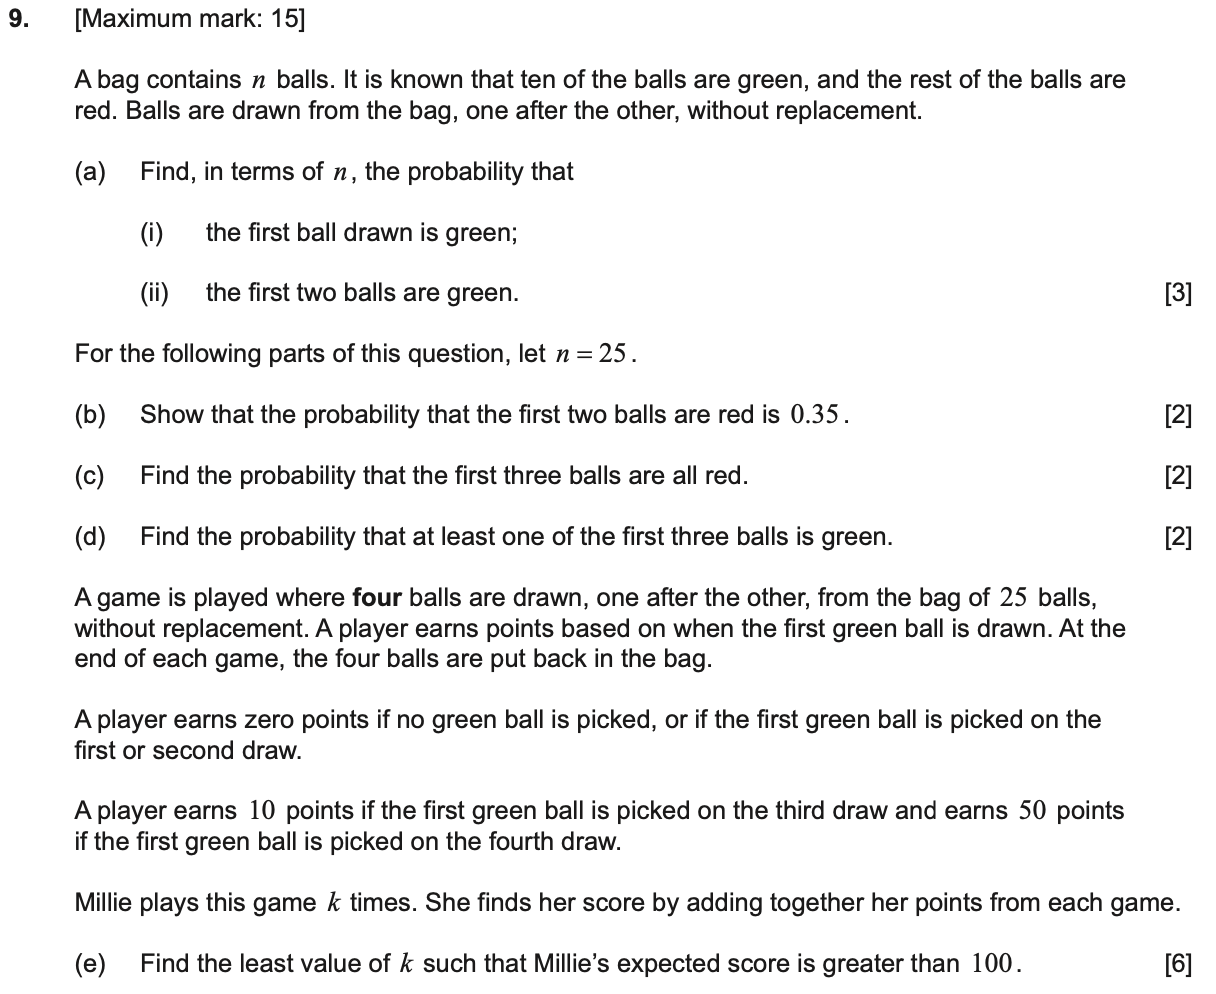 9. [Maximum mark: 15]
A bag contains n balls. It is known that ten of the balls are green, and the rest of the balls are
red. Balls are drawn from the bag, one after the other, without replacement.
(a) Find, in terms of n, the probability that
(i) the first ball drawn is green;
(ii) the first two balls are green. [3]
For the following parts of this question, let n = 25.
(b) Show that the probability that the first two balls are red is 0.35. [2]
(c) Find the probability that the first three balls are all red. [2]
(d) Find the probability that at least one of the first three balls is green. [2]
A game is played where four balls are drawn, one after the other, from the bag of 25 balls,
without replacement. A player earns points based on when the first green ball is drawn. At the
end of each game, the four balls are put back in the bag.
A player earns zero points if no green ball is picked, or if the first green ball is picked on the
first or second draw.
A player earns 10 points if the first green ball is picked on the third draw and earns 50 points
if the first green ball is picked on the fourth draw.
Millie plays this game k times. She finds her score by adding together her points from each game.
(e) Find the least value of k such that Millie’s expected score is greater than 100. [6]